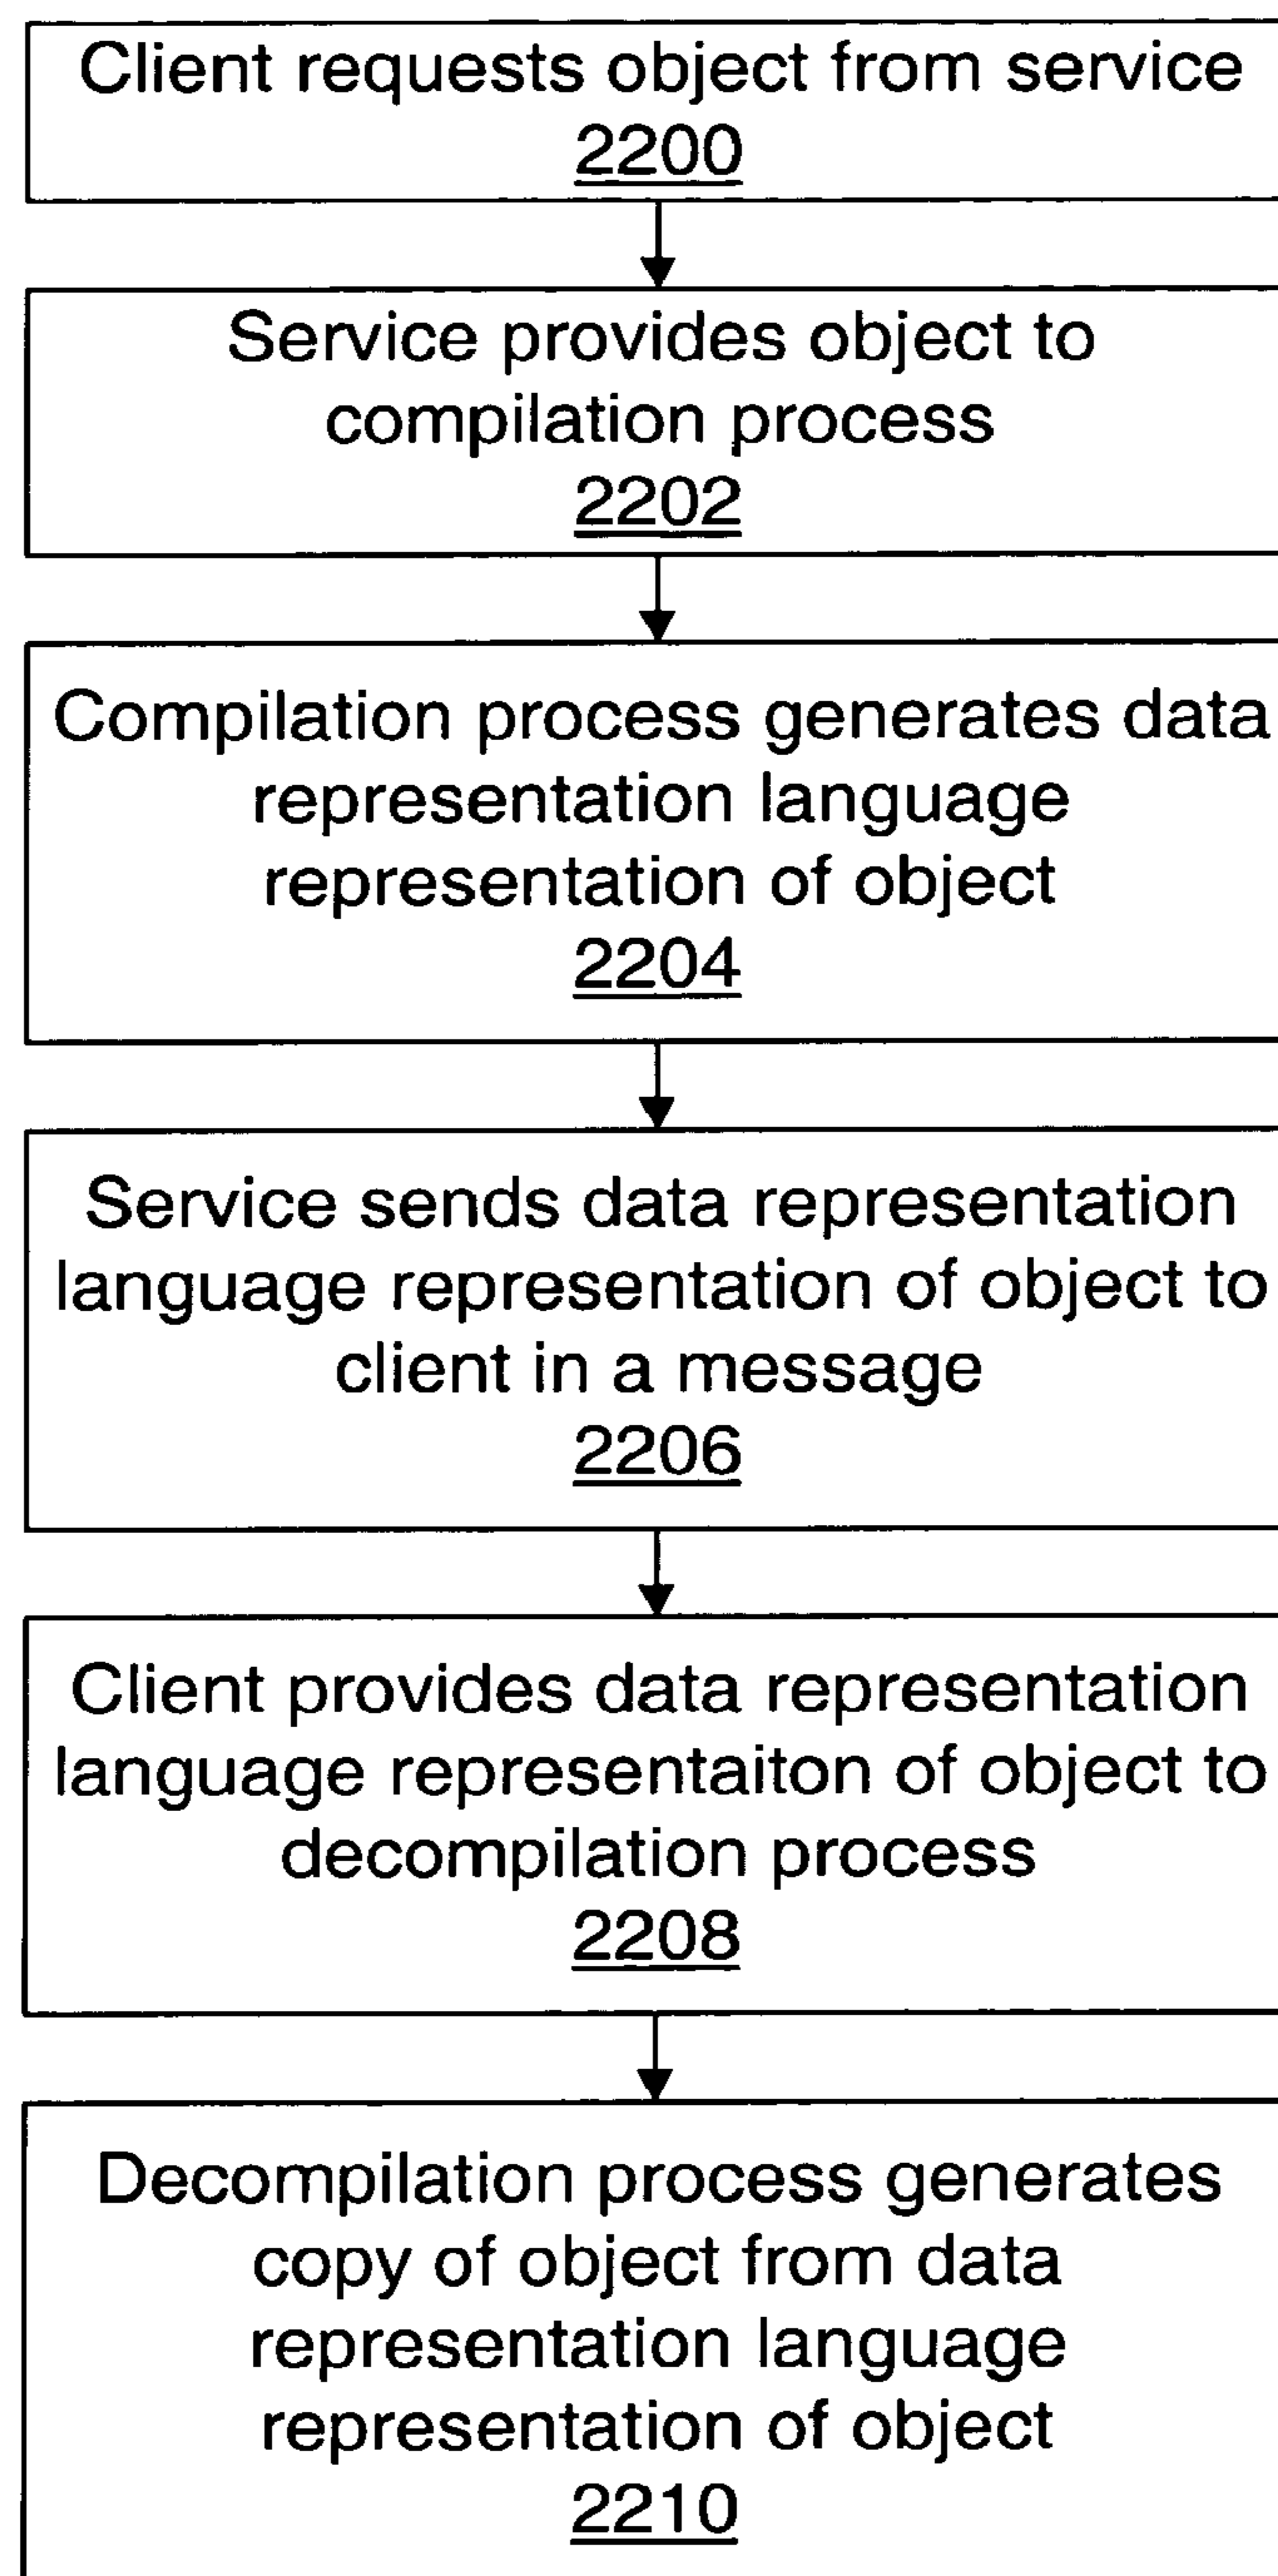 Client requests object from service
2200
Service provides object to
compilation process
2202
Compilation process generates data
representation language
representation of object
2204
Service sends data representation
language representation of object to
client in a message
2206
Client provides data representation
language representaiton of object to
decompilation process
2208
Decompilation process generates
copy of object from data
representation language
representation of object
2210